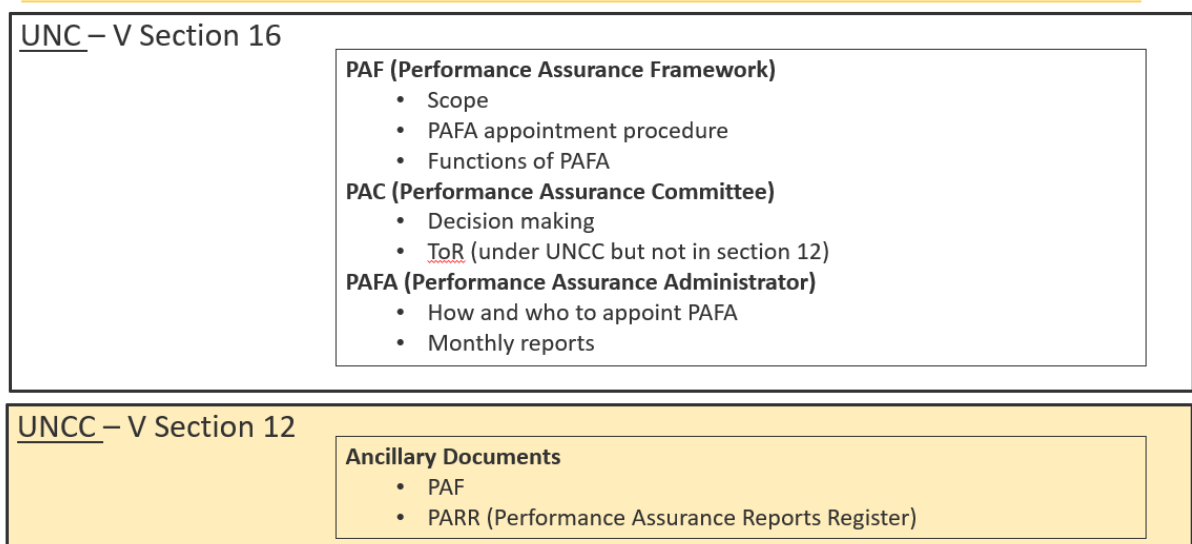 UNC – V Section 16
PAF (Performance Assurance Framework)
• Scope
• PAFA appointment procedure
• Functions of PAFA
PAC (Performance Assurance Committee)
• Decision making
• ToR (under UNCC but not in section 12)
PAFA (Performance Assurance Administrator)
• How and who to appoint PAFA
• Monthly reports
UNCC – V Section 12
Ancillary Documents
• PAF
• PARR (Performance Assurance Reports Register)